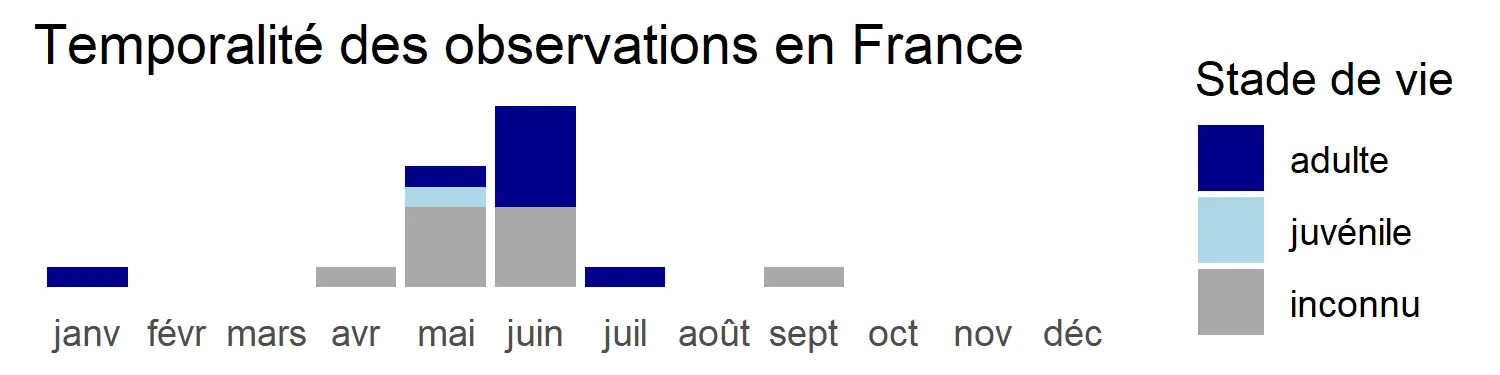 Temporalité des observations en France
Stade de vie
adulte
juvénile
inconnu
janv févr mars avr mai juin juil août sept oct nov déc